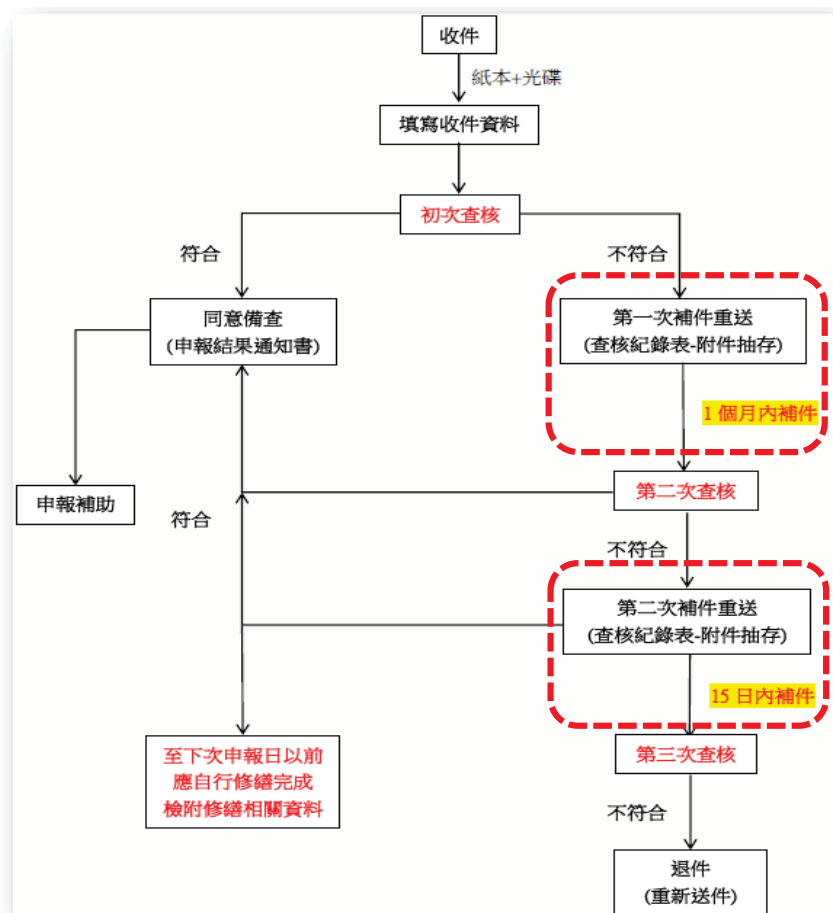 收件
紙本+光碟
填寫收件資料
初次查核
符合
不符合
同意備查
(申報結果通知書)
第一次補件重送
(查核紀錄表-附件抽存)
1 個月內補件
申報補助
符合
第二次查核
不符合
第二次補件重送
(查核紀錄表-附件抽存)
15 日內補件
至下次申報日以前
應自行修繕完成
檢附修繕相關資料
第三次查核
不符合
退件
(重新送件)